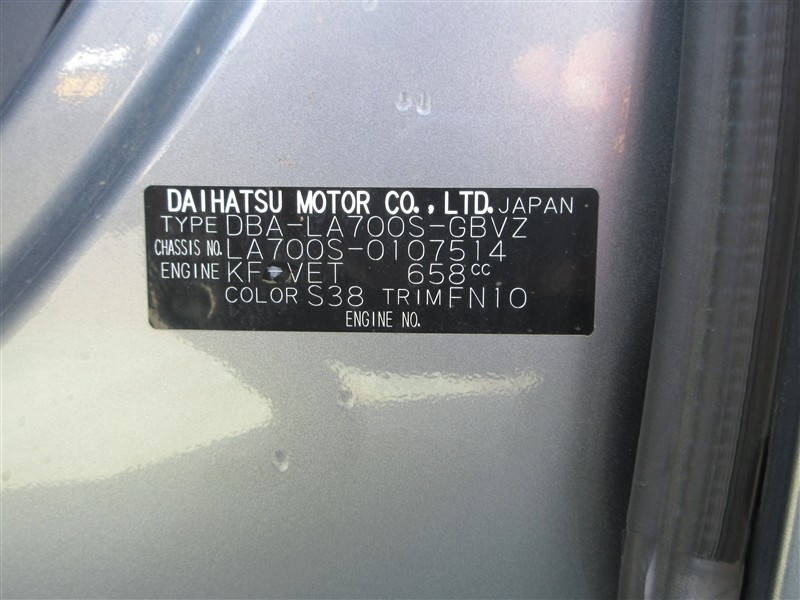 DAIHATSU MOTOR CO., LTD. JAPAN
TYPE DBA-LA700S-GBVZ
CHASSIS NO. LA700S-0107514
ENGINE KF-VET 658cc
COLOR S38 TRIM FN10
ENGINE NO.